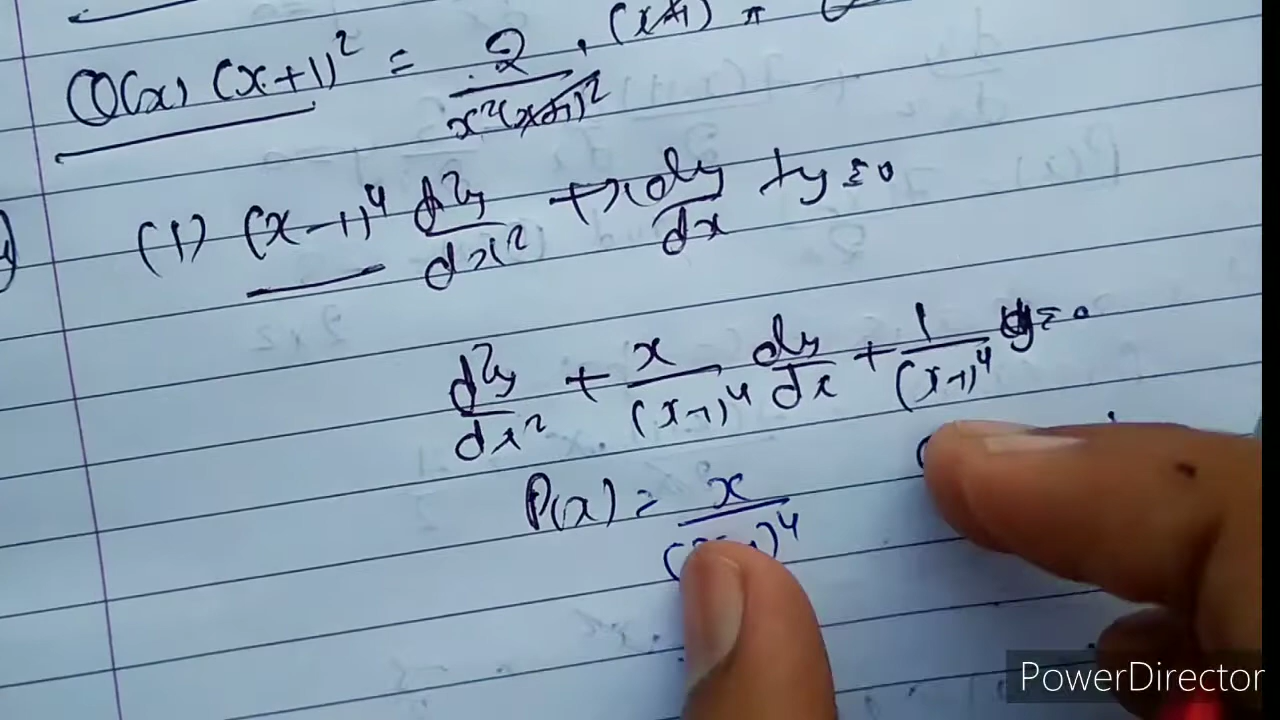 Q(x) (x+1)² = 2/x²(x+1)² . (x+1) =
(1) (x-1)⁴ d²y/dx² + x dy/dx + y = 0
d²y/dx² + x/(x-1)⁴ dy/dx + 1/(x-1)⁴ y = 0
P(x) = x/(x-1)⁴
PowerDirector